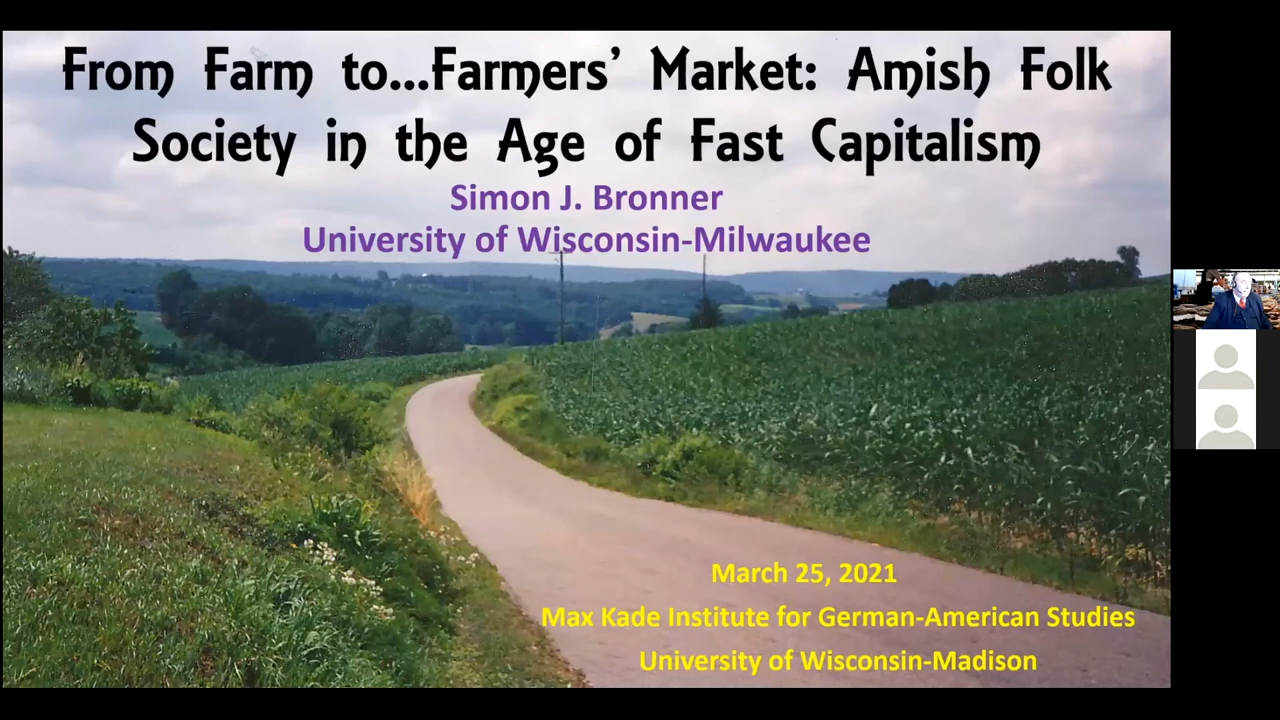 From Farm to...Farmers' Market: Amish Folk
Society in the Age of Fast Capitalism
Simon J. Bronner
University of Wisconsin-Milwaukee
March 25, 2021
Max Kade Institute for German-American Studies
University of Wisconsin-Madison